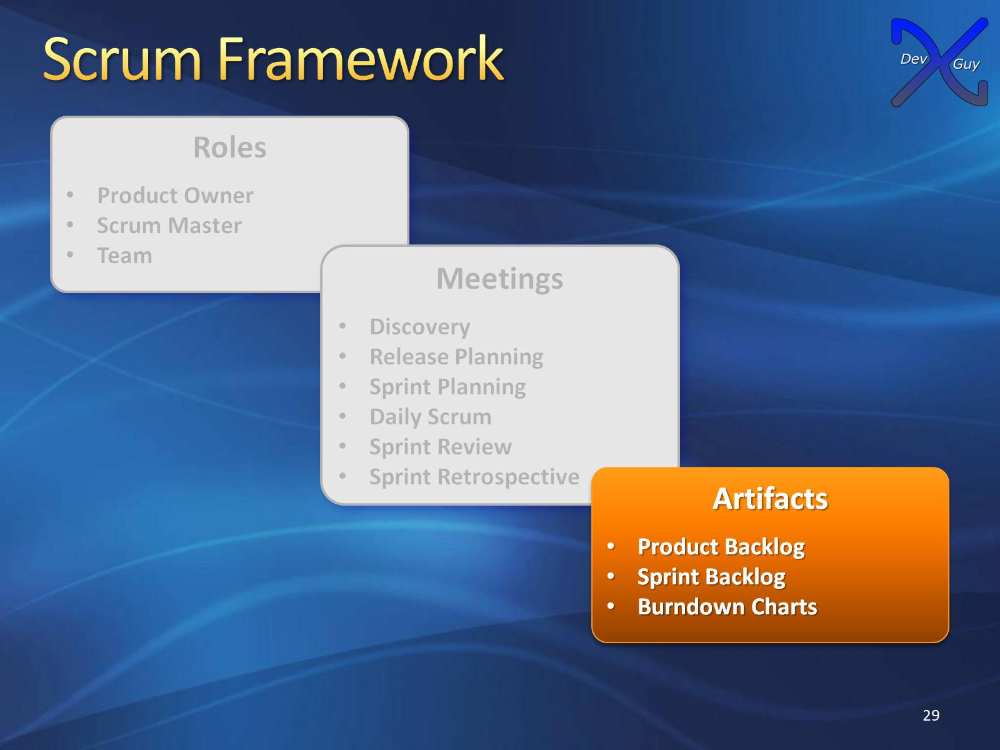 Scrum Framework
Dev Guy
Roles
• Product Owner
• Scrum Master
• Team
Meetings
• Discovery
• Release Planning
• Sprint Planning
• Daily Scrum
• Sprint Review
• Sprint Retrospective
Artifacts
• Product Backlog
• Sprint Backlog
• Burndown Charts
29